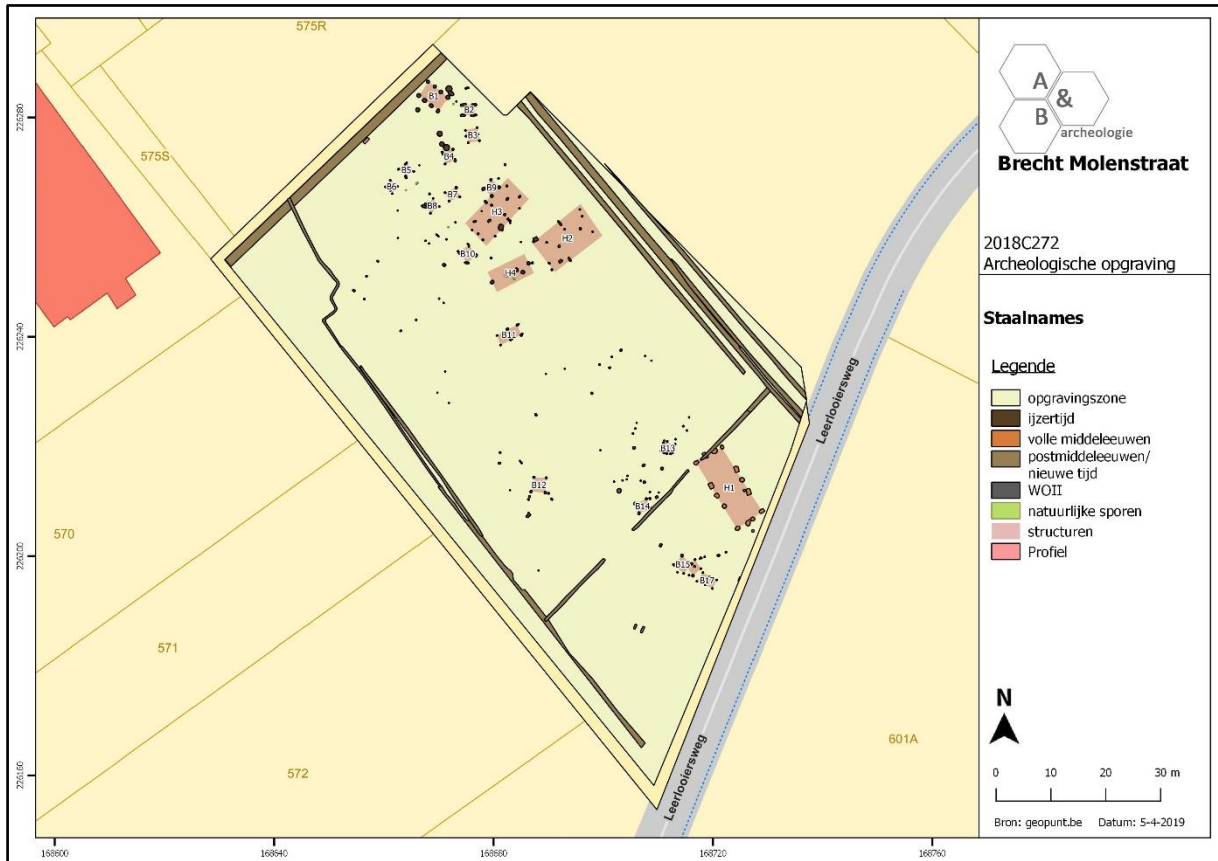 575R
575S
570
571
572
601A
226280
226240
226200
226160
168600
168640
168680
168720
168760
B1
B2
B3
B4
B5
B6
B7
B8
B9
H3
H2
B10
H4
B11
B13
B12
B14
H1
B15
B17
Leerlooiersweg
Leerlooiersweg
A
&
B
archeologie
Brecht Molenstraat
2018C272
Archeologische opgraving
Staalnames
Legende
opgravingszone
ijzertijd
volle middeleeuwen
postmiddeleeuwen/
nieuwe tijd
WOII
natuurlijke sporen
structuren
Profiel
N
0 10 20 30 m
Bron: geopunt.be Datum: 5-4-2019